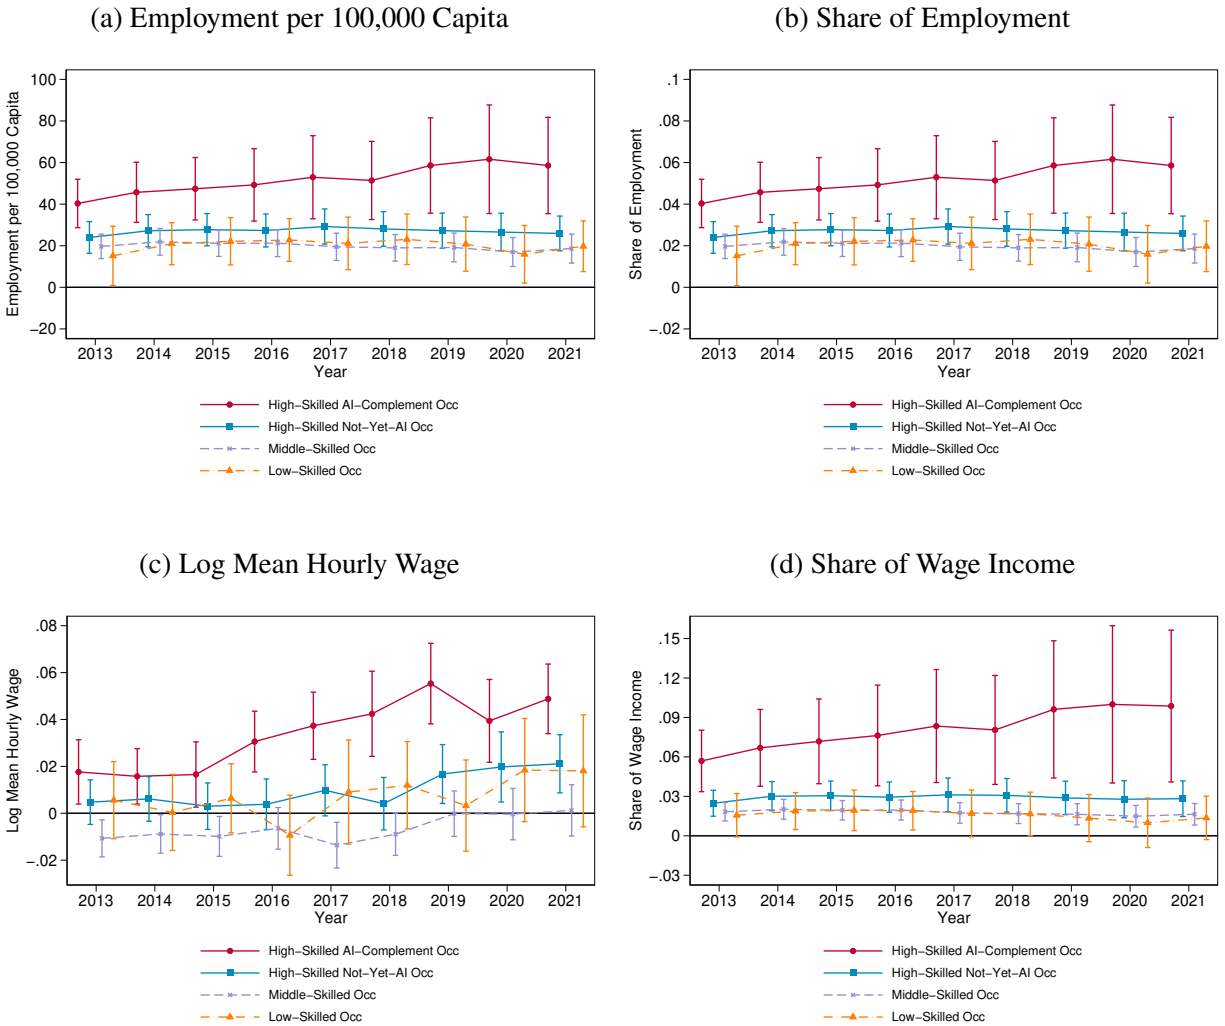 (a) Employment per 100,000 Capita
Employment per 100,000 Capita
100
80
60
40
20
0
−20
2013 2014 2015 2016 2017 2018 2019 2020 2021
Year
High−Skilled AI−Complement Occ
High−Skilled Not−Yet−AI Occ
Middle−Skilled Occ
Low−Skilled Occ
(b) Share of Employment
Share of Employment
.1
.08
.06
.04
.02
0
−.02
2013 2014 2015 2016 2017 2018 2019 2020 2021
Year
High−Skilled AI−Complement Occ
High−Skilled Not−Yet−AI Occ
Middle−Skilled Occ
Low−Skilled Occ
(c) Log Mean Hourly Wage
Log Mean Hourly Wage
.08
.06
.04
.02
0
−.02
2013 2014 2015 2016 2017 2018 2019 2020 2021
Year
High−Skilled AI−Complement Occ
High−Skilled Not−Yet−AI Occ
Middle−Skilled Occ
Low−Skilled Occ
(d) Share of Wage Income
Share of Wage Income
.15
.12
.09
.06
.03
0
−.03
2013 2014 2015 2016 2017 2018 2019 2020 2021
Year
High−Skilled AI−Complement Occ
High−Skilled Not−Yet−AI Occ
Middle−Skilled Occ
Low−Skilled Occ